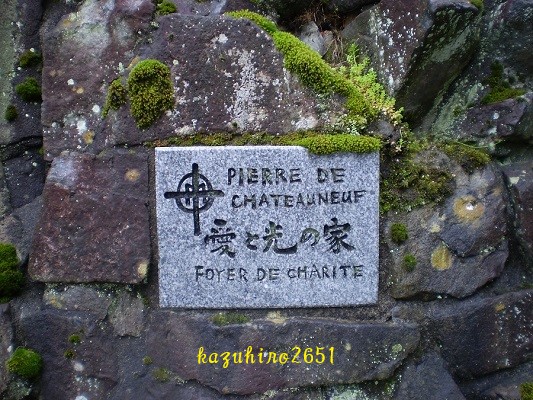 PIERRE DE
CHATEAUNEUF
愛と光の家
FOYER DE CHARITE
kazuhiro2651